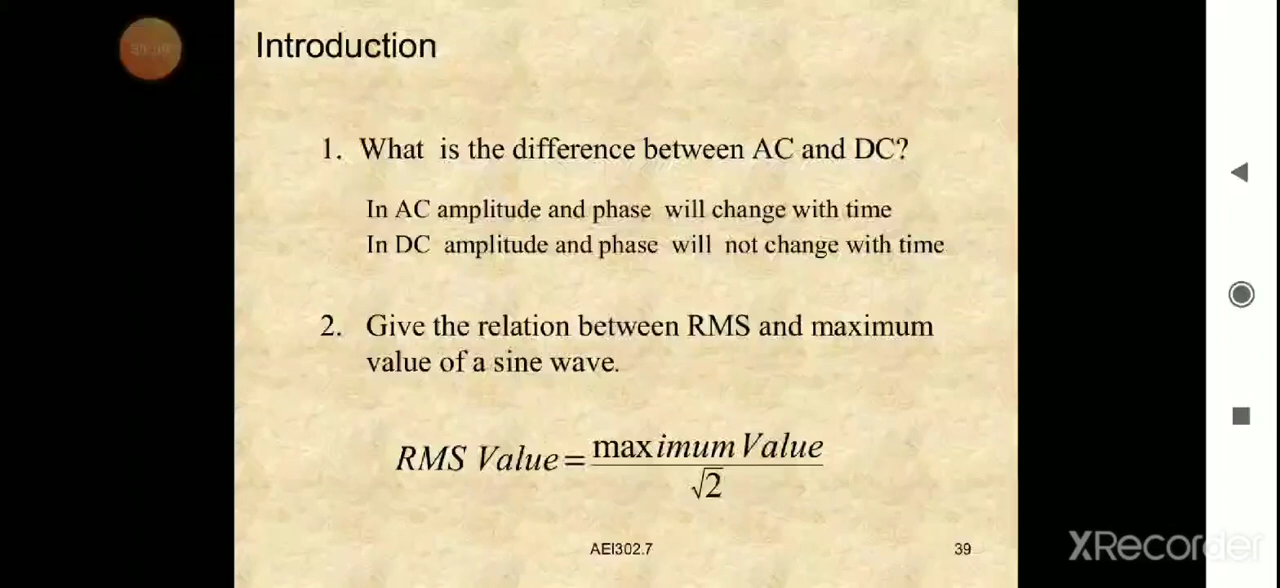 Introduction
1. What is the difference between AC and DC?
In AC amplitude and phase will change with time
In DC amplitude and phase will not change with time
2. Give the relation between RMS and maximum
value of a sine wave.
RMS Value = maximum Value / √2
AEI302.7
39
XRecorder